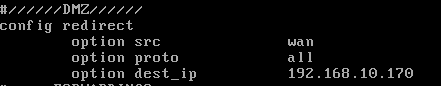 #//////DMZ//////
config redirect
option src wan
option proto all
option dest_ip 192.168.10.170